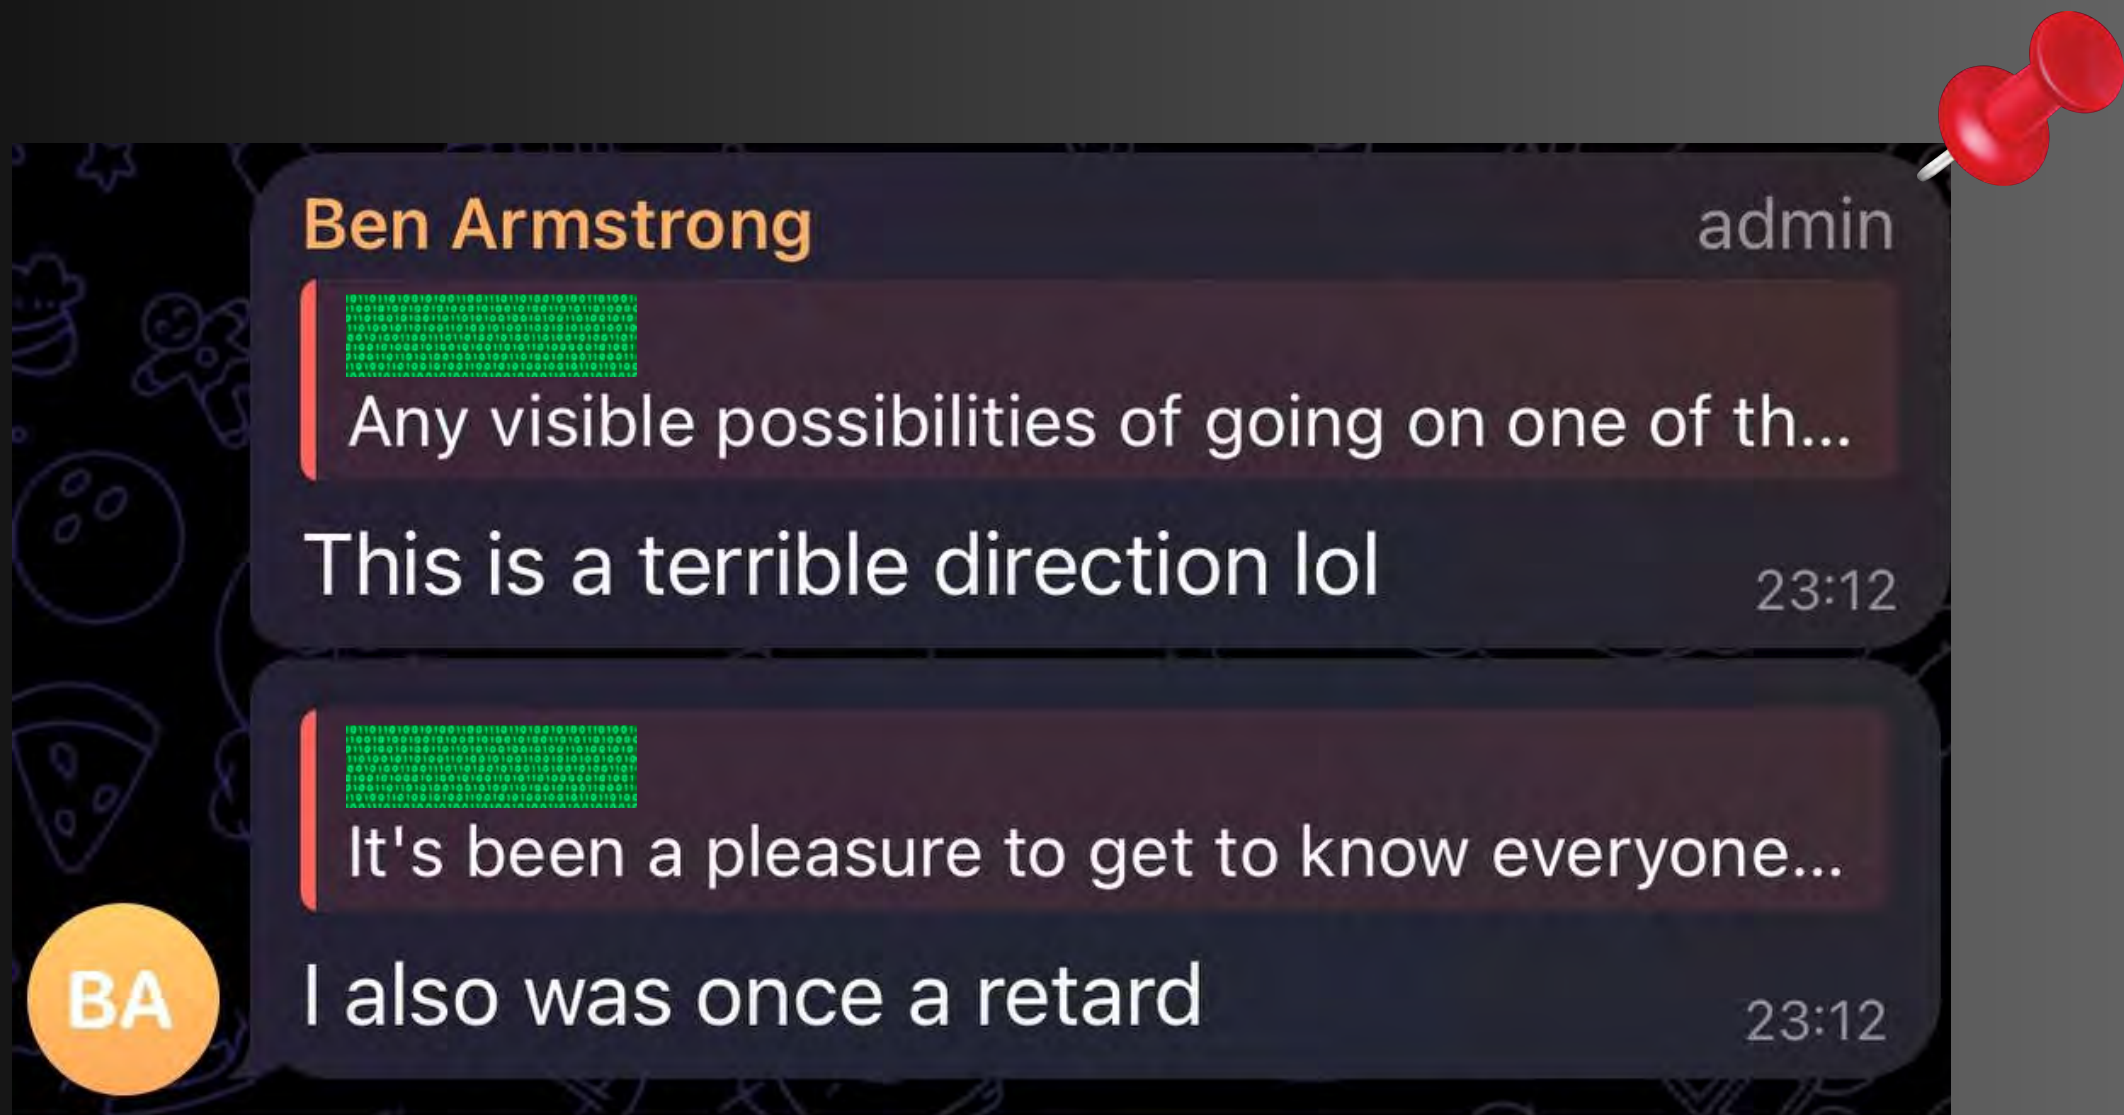 Ben Armstrong admin
Any visible possibilities of going on one of th...
This is a terrible direction lol
23:12
It's been a pleasure to get to know everyone...
BA
I also was once a retard
23:12